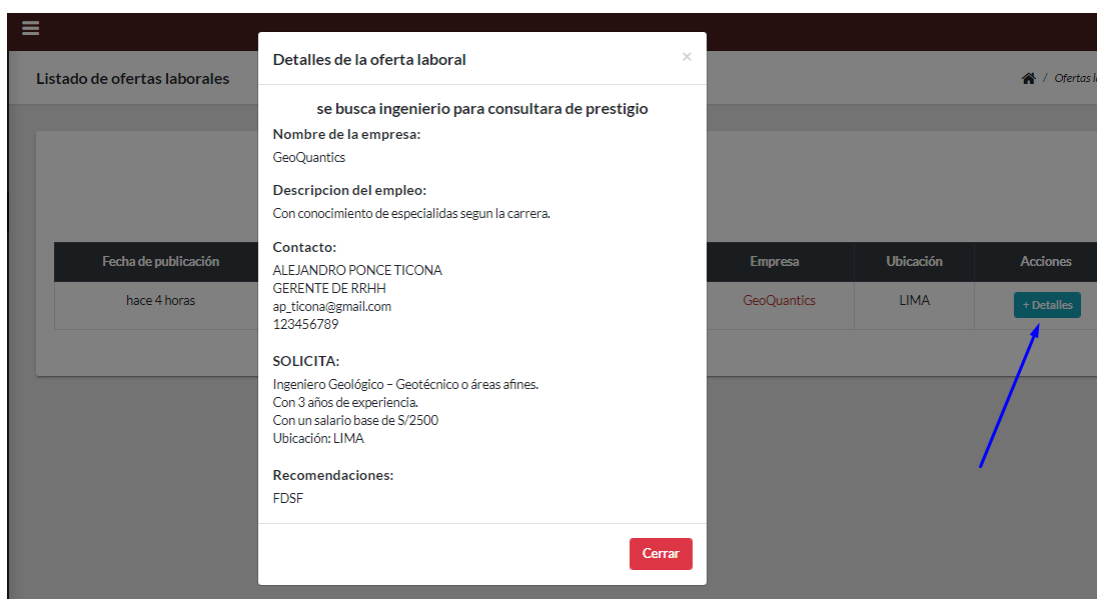 Detalles de la oferta laboral
×
Listado de ofertas laborales
/ Ofertas l
se busca ingenierio para consultara de prestigio
Nombre de la empresa:
GeoQuantics
Descripcion del empleo:
Con conocimiento de especialidas segun la carrera.
Contacto:
ALEJANDRO PONCE TICONA
GERENTE DE RRHH
ap_ticona@gmail.com
123456789
SOLICITA:
Ingeniero Geológico – Geotécnico o áreas afines.
Con 3 años de experiencia.
Con un salario base de S/2500
Ubicación: LIMA
Recomendaciones:
FDSF
Cerrar
Fecha de publicación
Empresa
Ubicación
Acciones
hace 4 horas
GeoQuantics
LIMA
+ Detalles